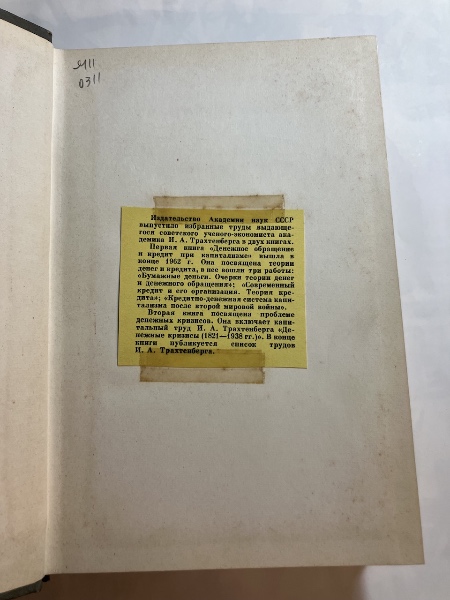 0311
Издательство Академии наук СССР
выпустило избранные труды выдающе-
гося советского ученого-экономиста ака-
демика И. А. Трахтенберга в двух книгах.
Первая книга «Денежное обращение
и кредит при капитализме» вышла в
конце 1962 г. Она посвящена теории
денег и кредита, в нее вошли три работы:
«Бумажные деньги. Очерки теории денег
и денежного обращения»; «Современный
кредит и его организация. Теория кре-
дита»; «Кредитно-денежная система капи-
тализма после второй мировой войны».
Вторая книга посвящена проблеме
денежных кризисов. Она включает капи-
тальный труд И. А. Трахтенберга «Де-
нежные кризисы (1821—1938 гг.)». В конце
книги публикуется список трудов
И. А. Трахтенберга.